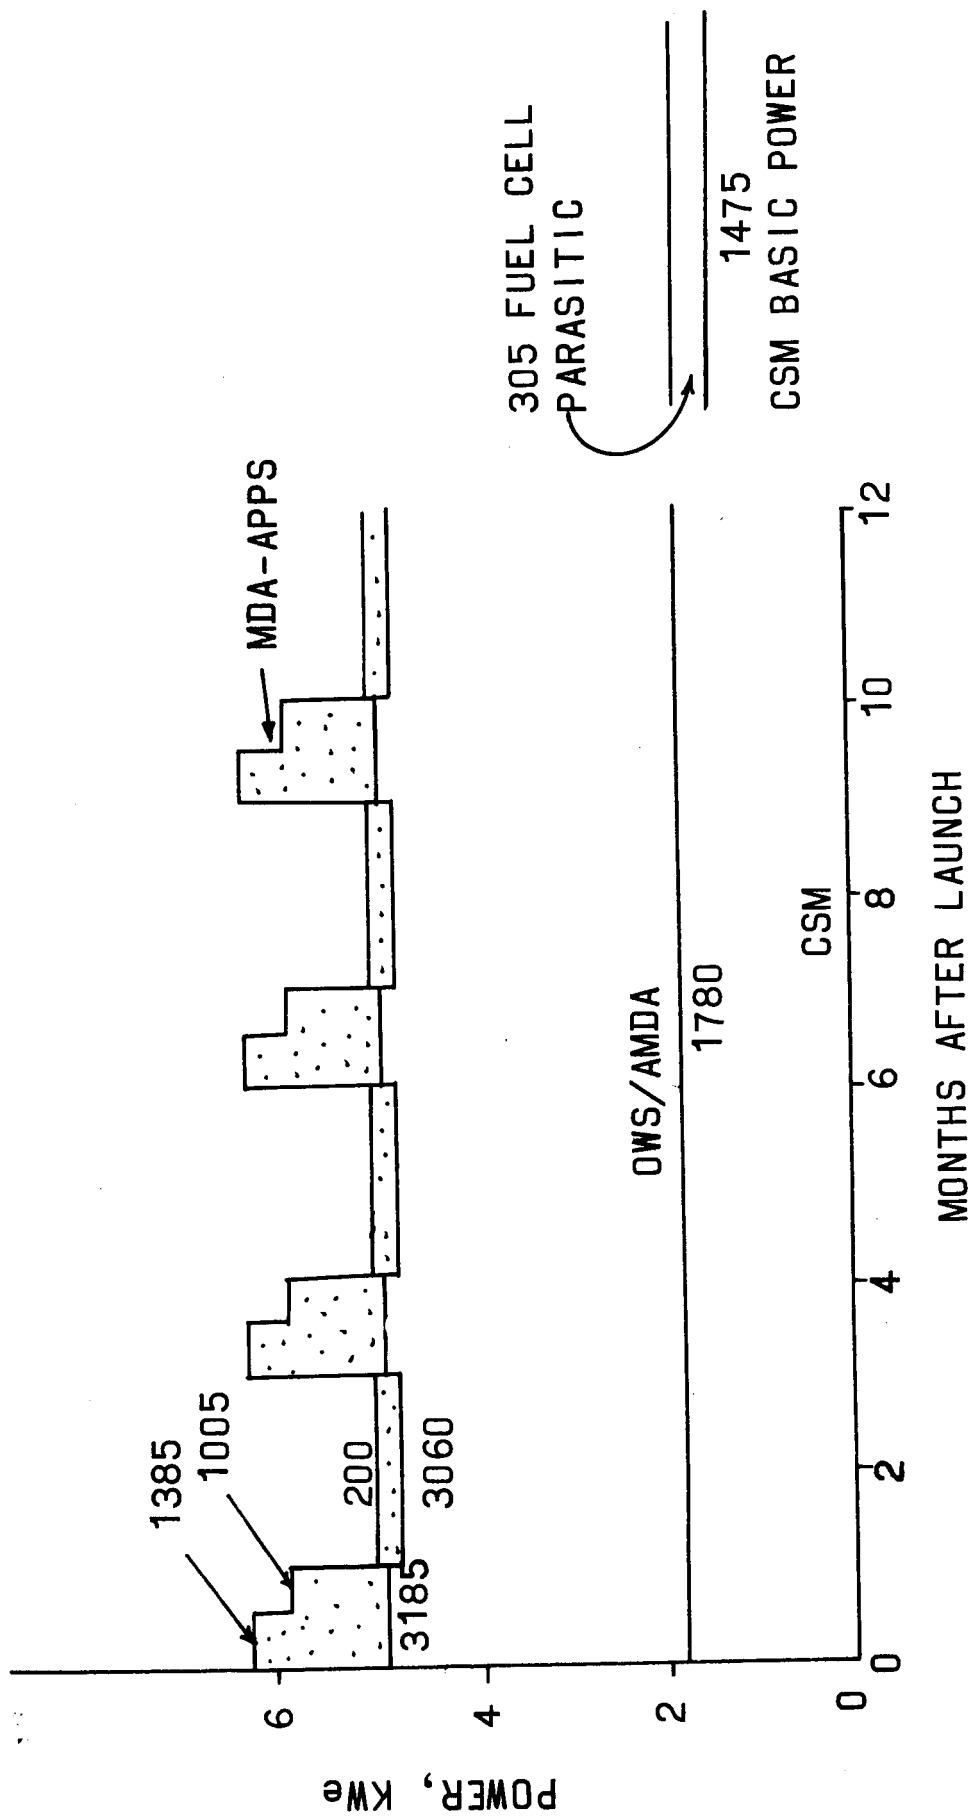 1385
1005
MDA-APPS
200
3185
3060
305 FUEL CELL
PARASITIC
OWS/AMDA
1780
CSM
1475
CSM BASIC POWER
POWER, KWe
6
4
2
0
0
2
4
6
8
10
12
MONTHS AFTER LAUNCH